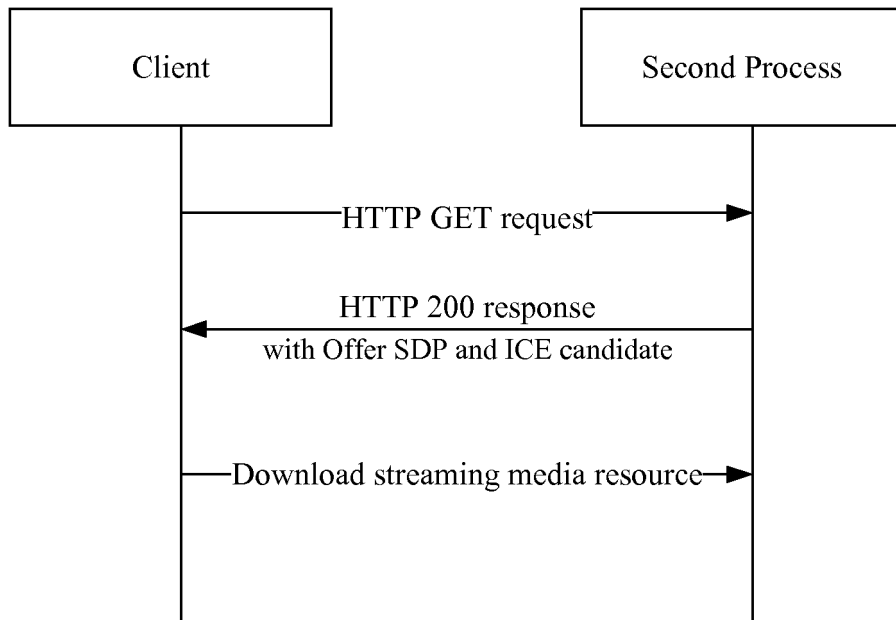 Client
Second Process
HTTP GET request
HTTP 200 response
with Offer SDP and ICE candidate
Download streaming media resource